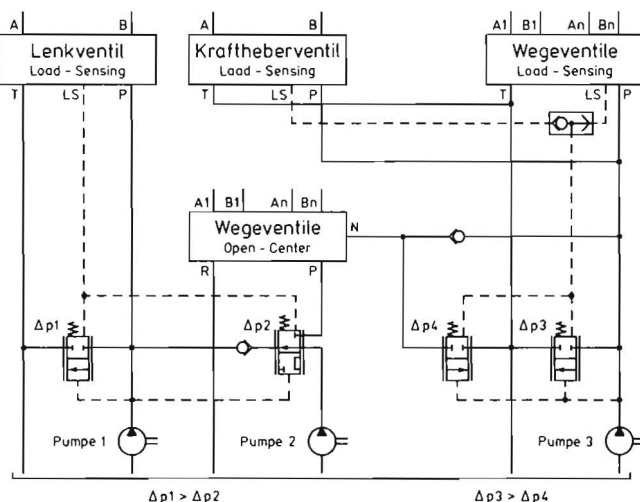 A B A B A1 B1 An Bn
Lenkventil Kraftheberventil Wegeventile
Load - Sensing Load - Sensing Load - Sensing
T LS P T LS P T LS P
A1 B1 An Bn
Wegeventile N
Open - Center
R P
Δp1 Δp2 Δp4 Δp3
Pumpe 1 Pumpe 2 Pumpe 3
Δp1 > Δp2 Δp3 > Δp4